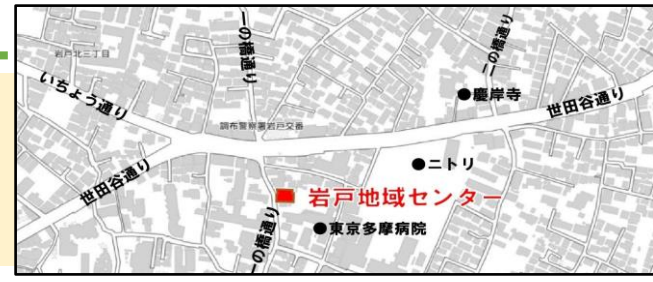 岩戸北三丁目
一の橋通り
二の橋通り
いちょう通り
●慶岸寺
世田谷通り
調布警察署岩戸交番
●ニトリ
世田谷通り
岩戸地域センター
●東京多摩病院
一の橋通り